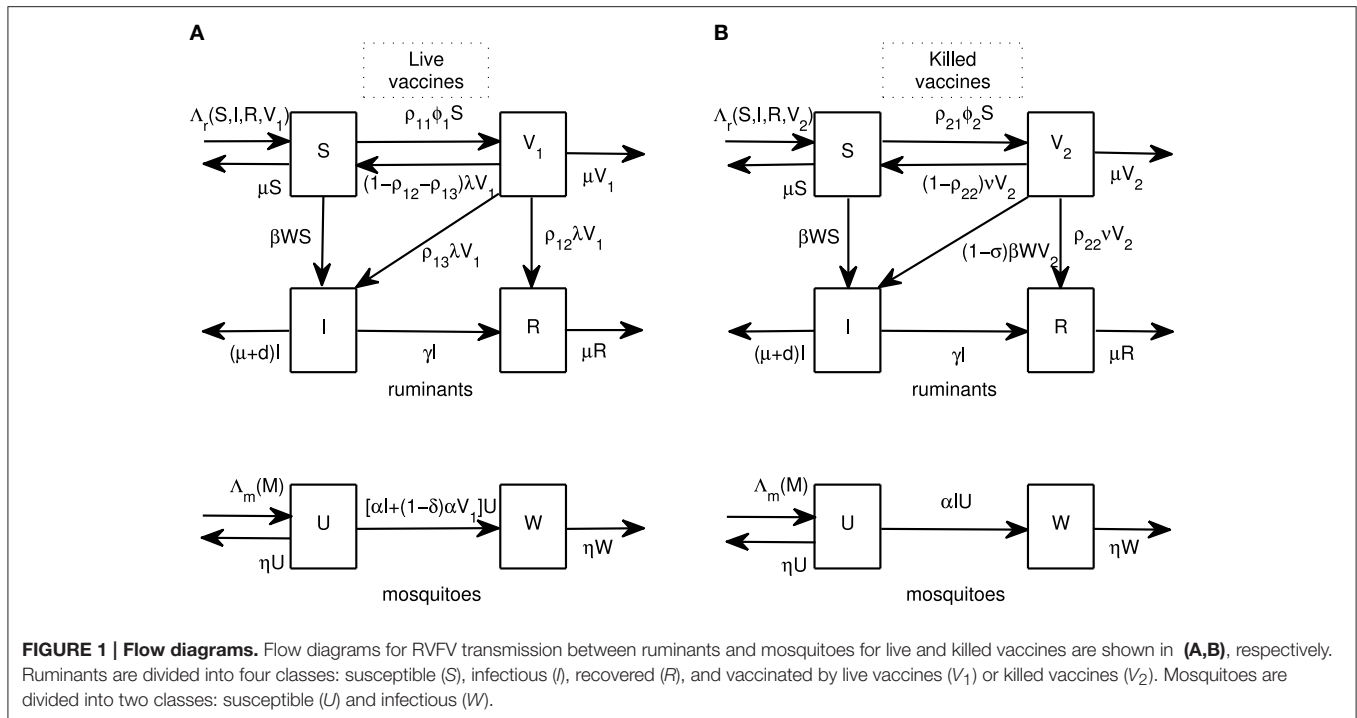 A
B
Live
vaccines
Killed
vaccines
Λr(S,I,R,V1)
ρ11ϕ1S
S
V1
μS
(1−ρ12−ρ13)λV1
μV1
βWS
ρ13λV1
ρ12λV1
I
R
(μ+d)I
γI
μR
ruminants
Λr(S,I,R,V2)
ρ21ϕ2S
S
V2
μS
(1−ρ22)νV2
μV2
βWS
(1−σ)βWV2
ρ22νV2
I
R
(μ+d)I
γI
μR
ruminants
Λm(M)
[αI+(1−δ)αV1]U
U
W
ηU
ηW
mosquitoes
Λm(M)
αIU
U
W
ηU
ηW
mosquitoes
FIGURE 1 | Flow diagrams. Flow diagrams for RVFV transmission between ruminants and mosquitoes for live and killed vaccines are shown in (A,B), respectively.
Ruminants are divided into four classes: susceptible (S), infectious (I), recovered (R), and vaccinated by live vaccines (V1) or killed vaccines (V2). Mosquitoes are
divided into two classes: susceptible (U) and infectious (W).